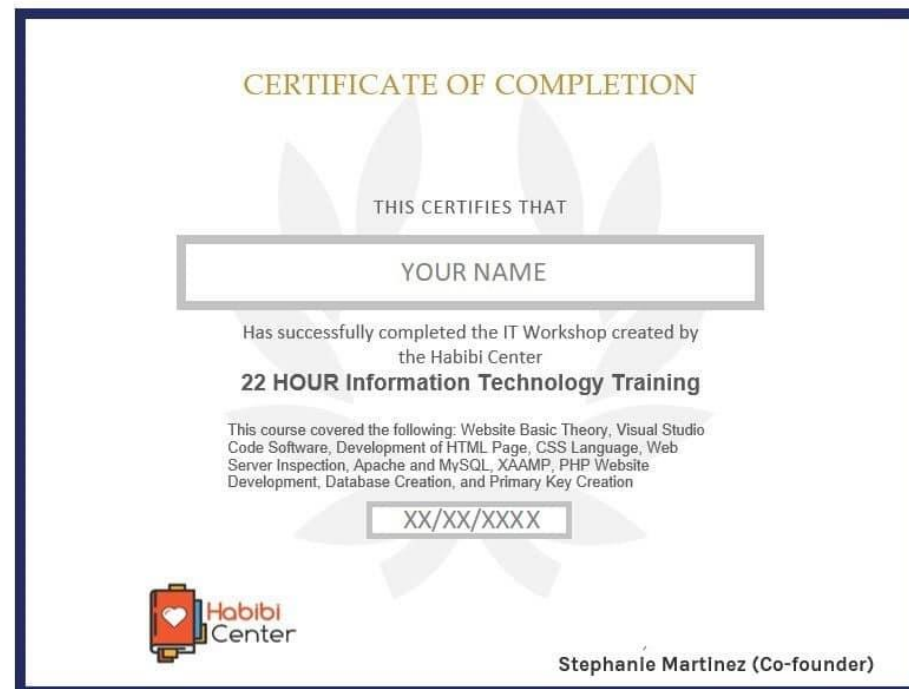 CERTIFICATE OF COMPLETION
THIS CERTIFIES THAT
YOUR NAME
Has successfully completed the IT Workshop created by
the Habibi Center
22 HOUR Information Technology Training
This course covered the following: Website Basic Theory, Visual Studio
Code Software, Development of HTML Page, CSS Language, Web
Server Inspection, Apache and MySQL, XAAMP, PHP Website
Development, Database Creation, and Primary Key Creation
XX/XX/XXXX
Habibi
Center
Stephanie Martinez (Co-founder)